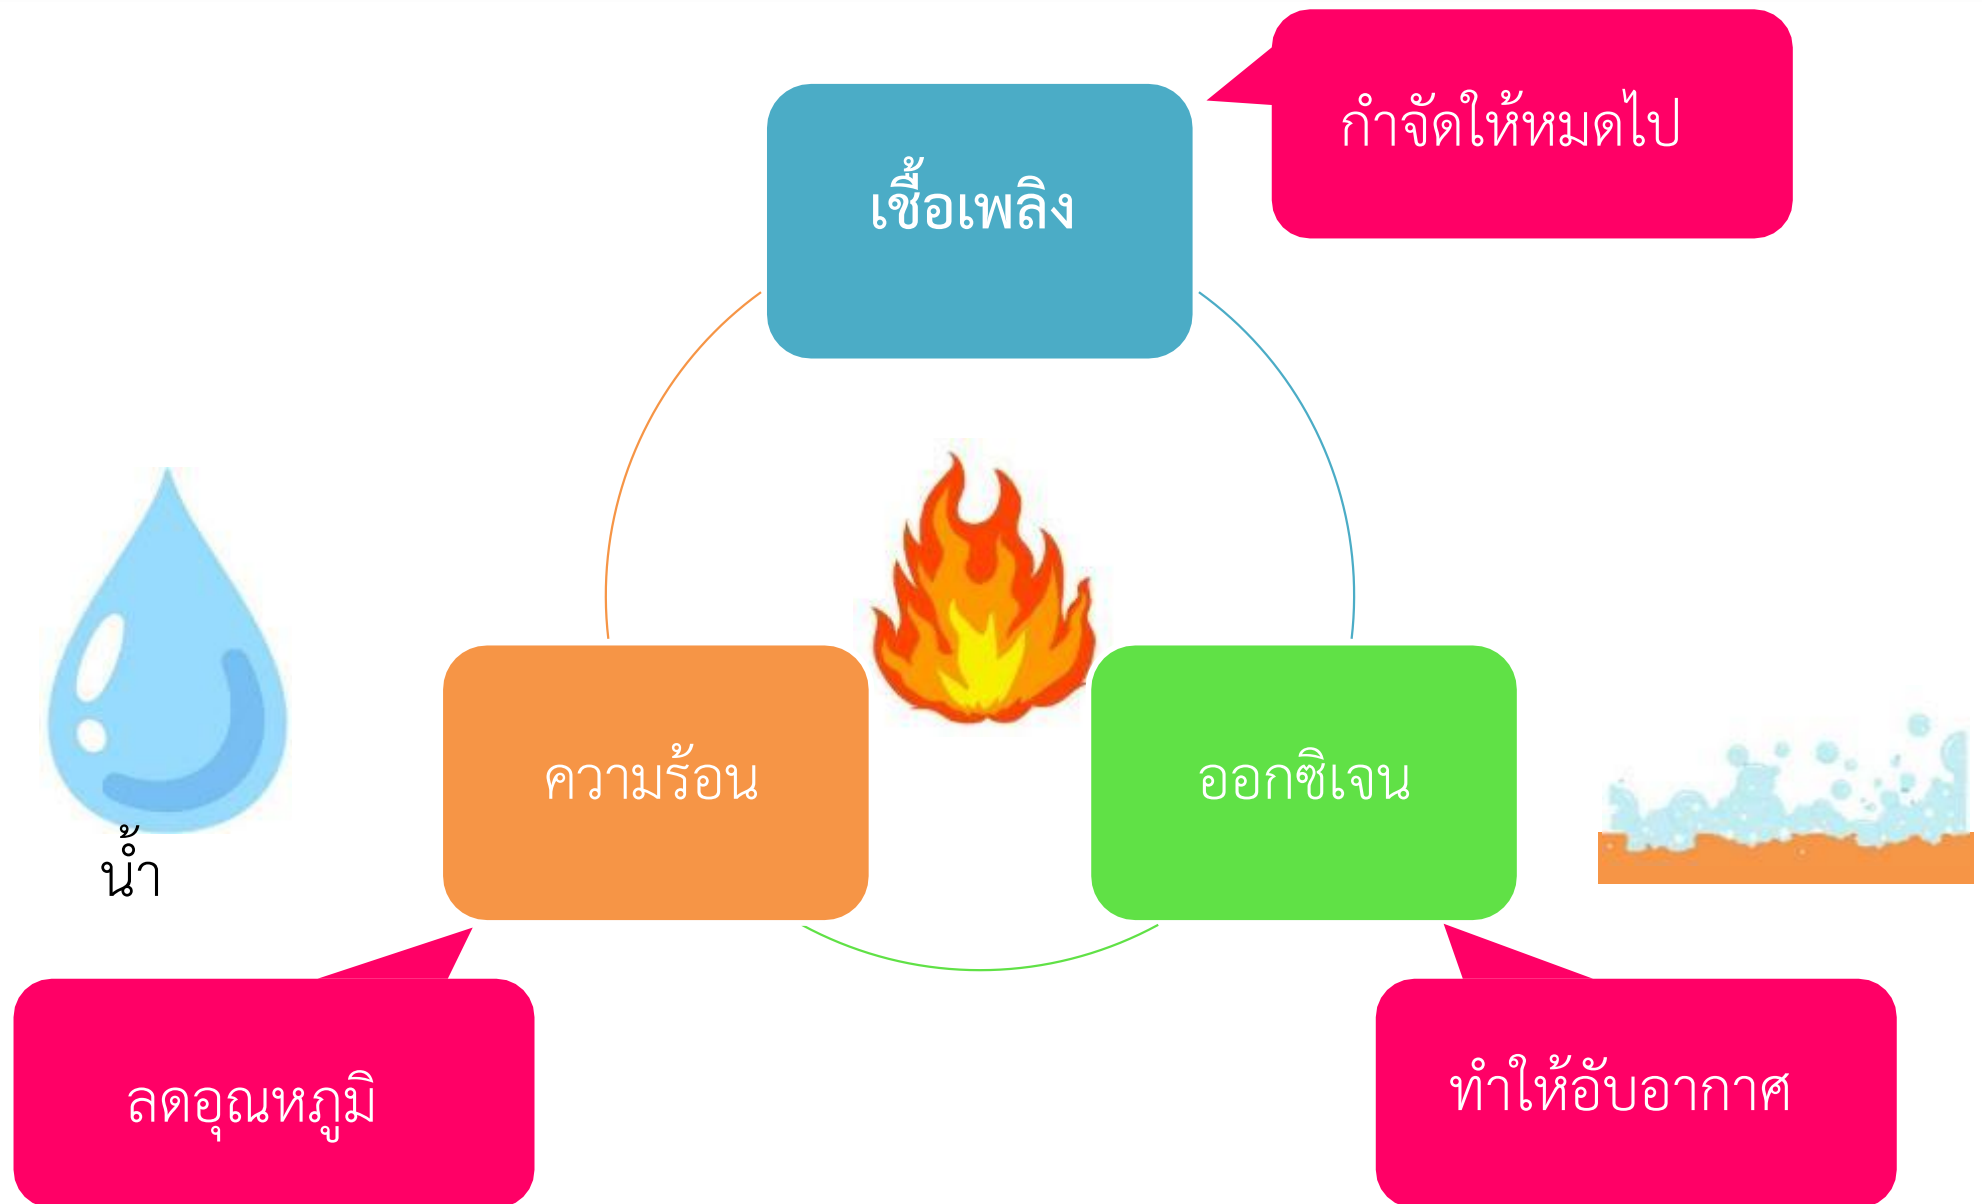 กำจัดให้หมดไป
เชื้อเพลิง
ความร้อน
ออกซิเจน
น้ำ
ลดอุณหภูมิ
ทำให้อับอากาศ